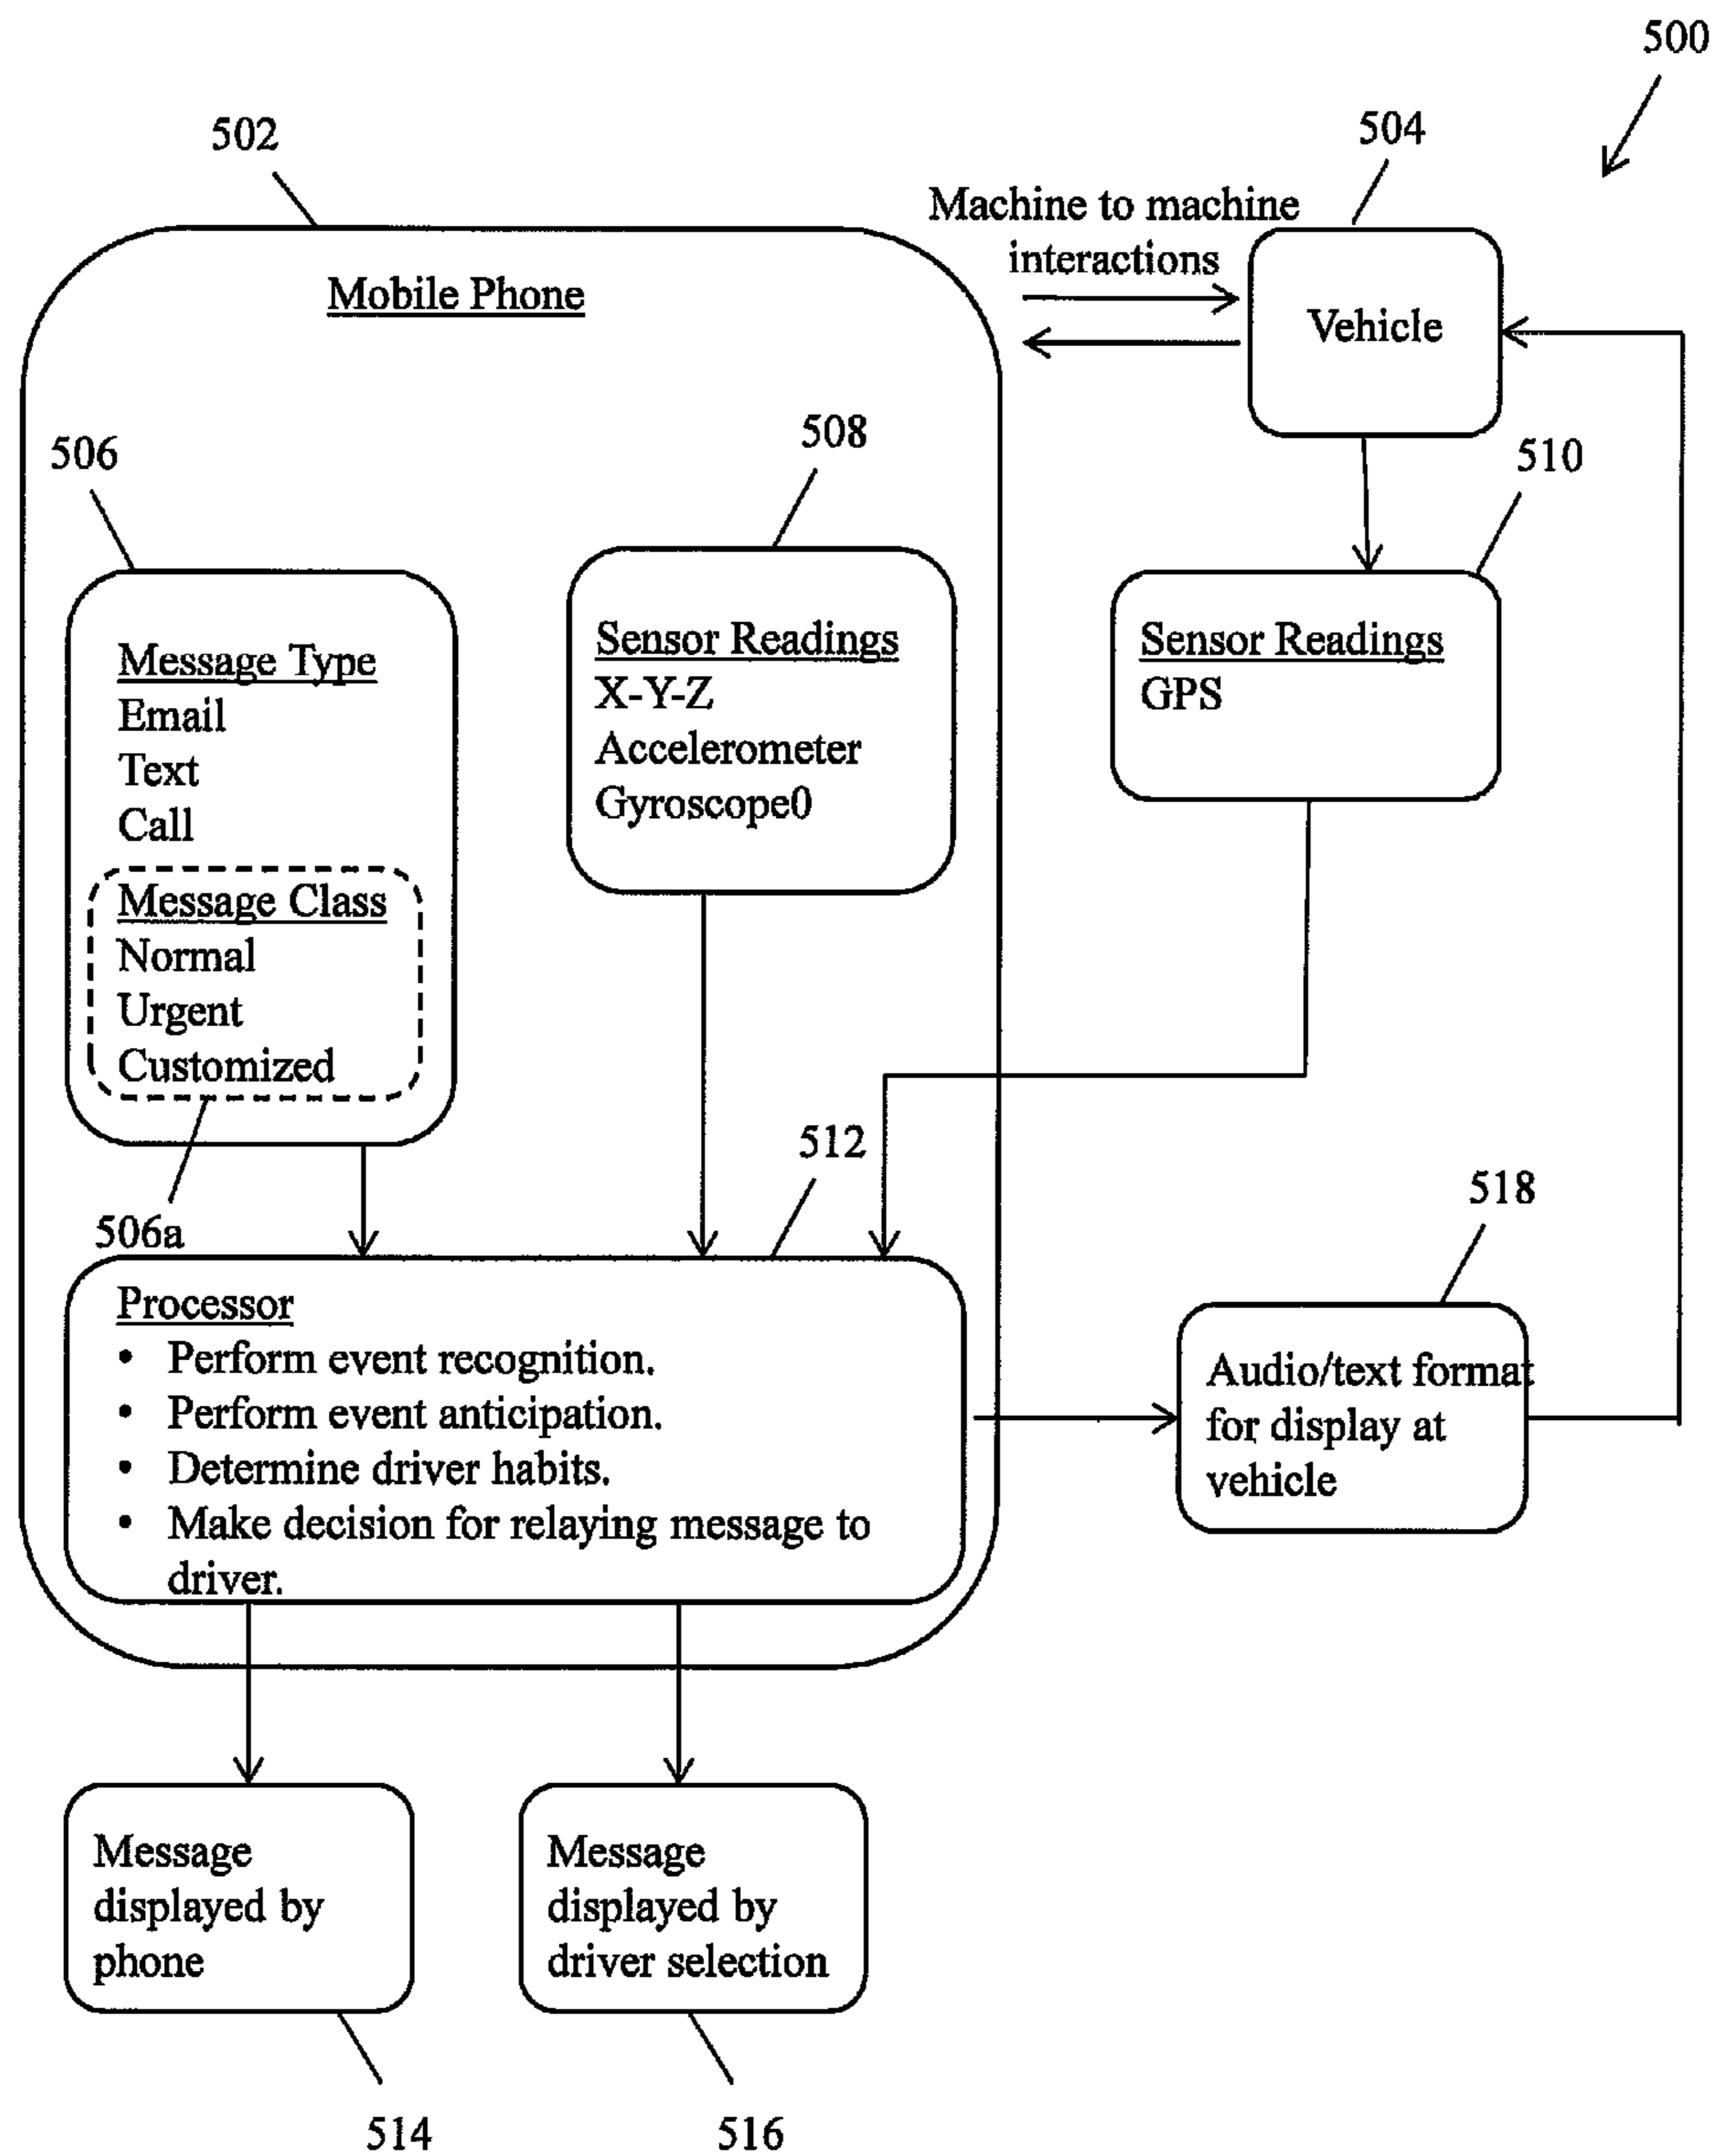 500
502
504
Machine to machine
interactions
Mobile Phone
Vehicle
506
508
510
Message Type
Email
Text
Call
Message Class
Normal
Urgent
Customized
506a
Sensor Readings
X-Y-Z
Accelerometer
Gyroscope0
Sensor Readings
GPS
512
518
Processor
• Perform event recognition.
• Perform event anticipation.
• Determine driver habits.
• Make decision for relaying message to
driver.
Audio/text format
for display at
vehicle
Message
displayed by
phone
Message
displayed by
driver selection
514
516